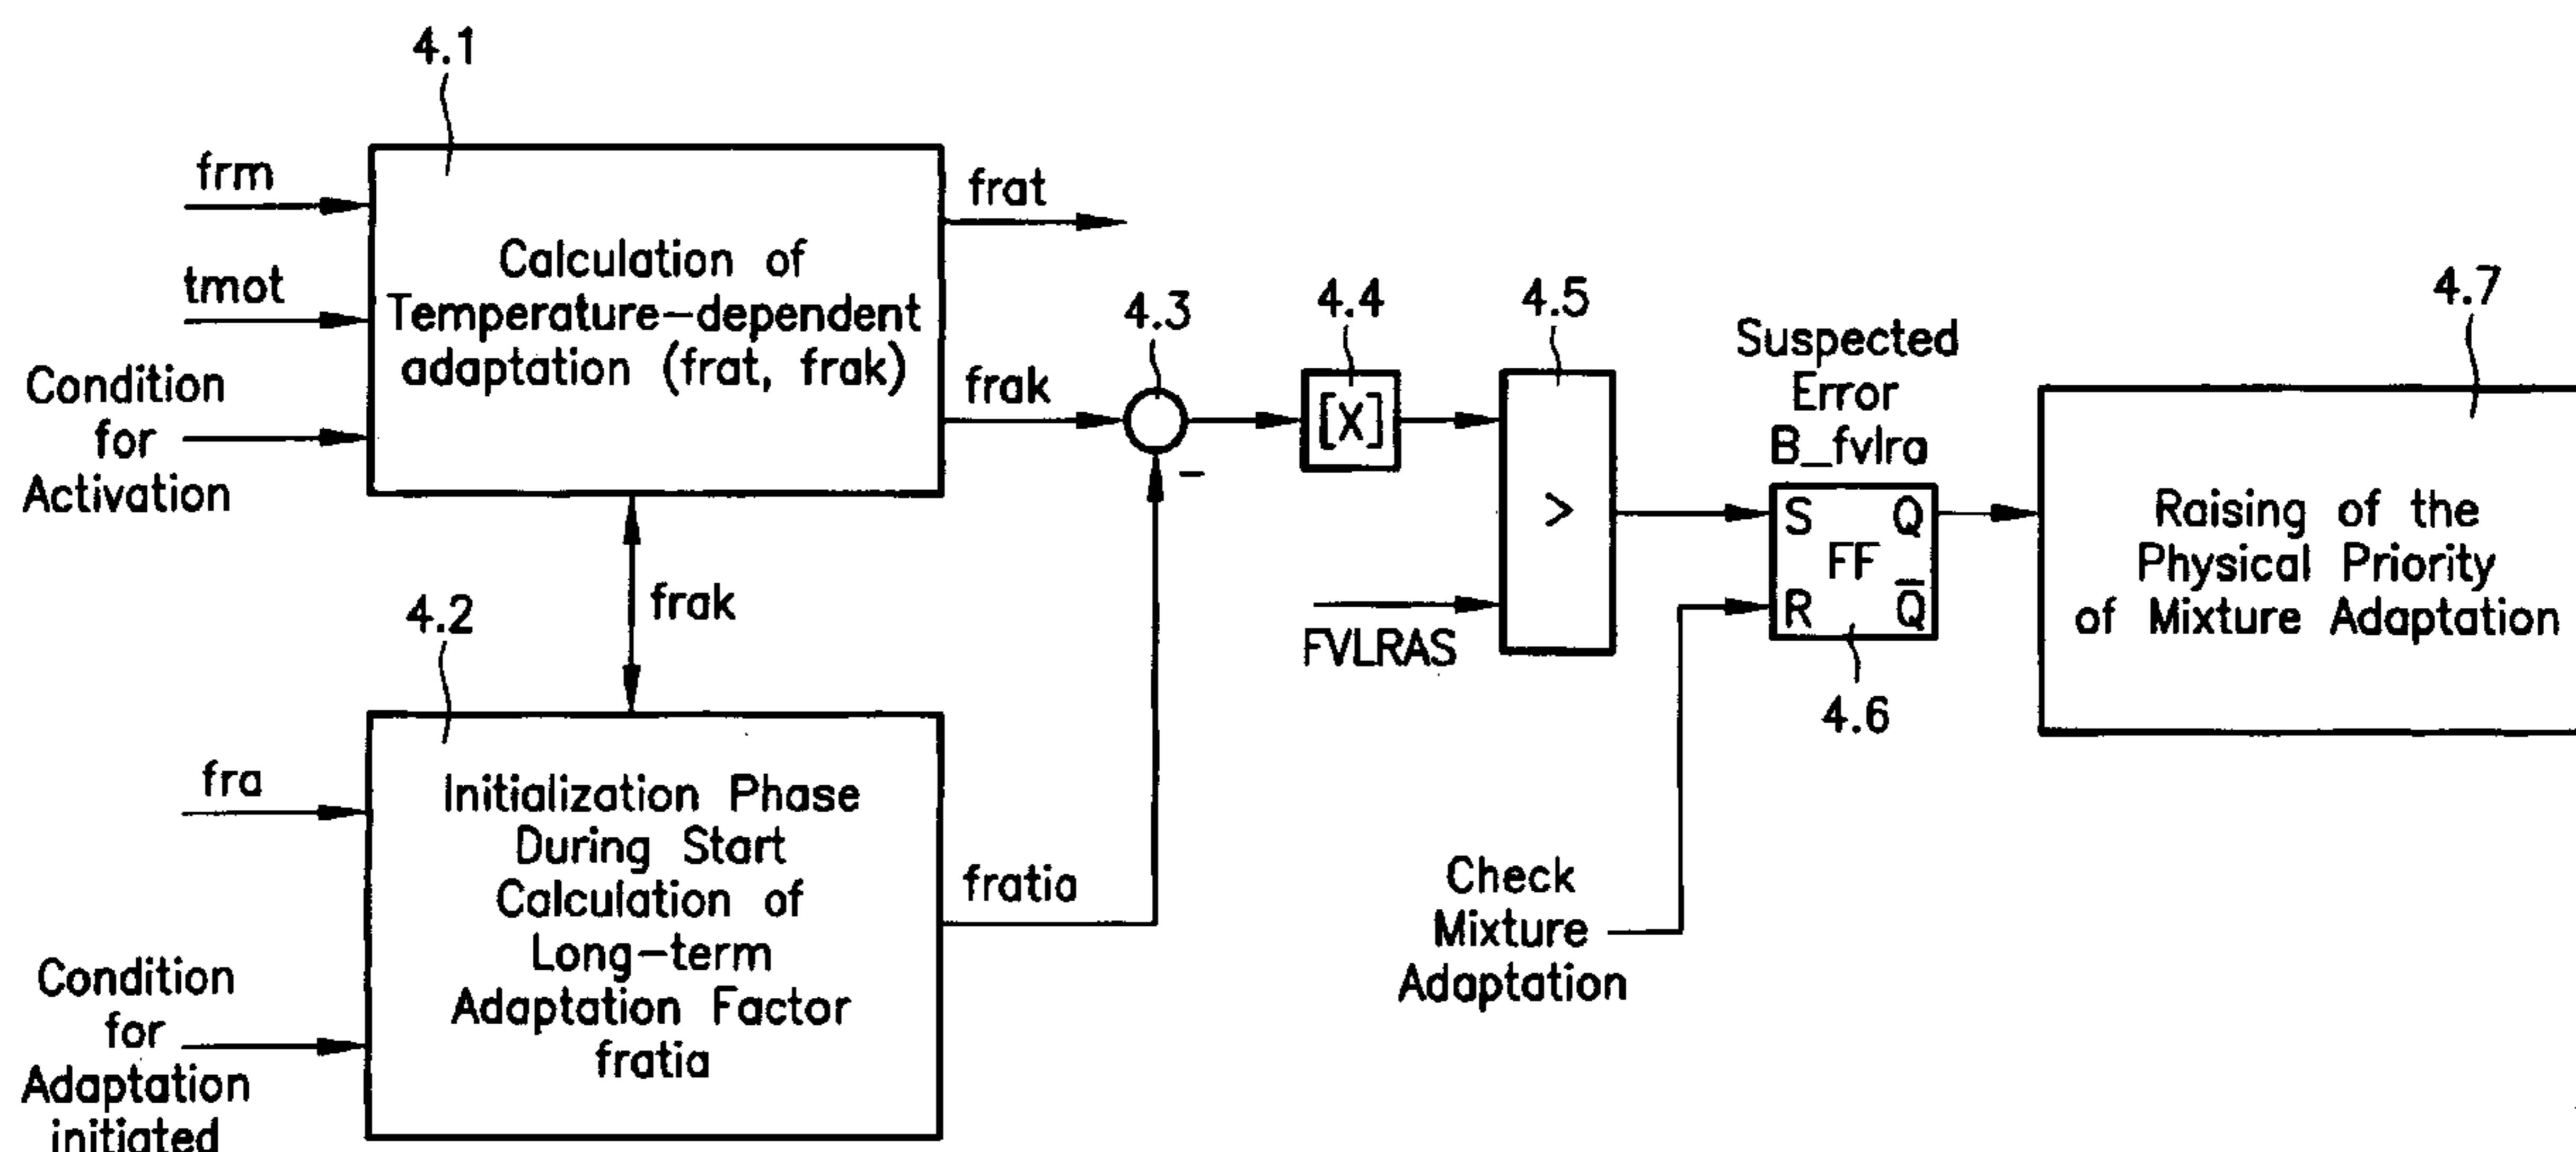 4.1
frm
tmot
Condition
for
Activation
Calculation of
Temperature-dependent
adaptation (frat, frak)
frat
frak
frak
4.2
fra
Condition
for
Adaptation
initiated
Initialization Phase
During Start
Calculation of
Long-term
Adaptation Factor
fratia
fratia
4.3
-
4.4
[X]
4.5
>
FVLRAS
Suspected
Error
B_fvlra
S Q
FF
R Q̅
4.6
Check
Mixture
Adaptation
4.7
Raising of the
Physical Priority
of Mixture Adaptation